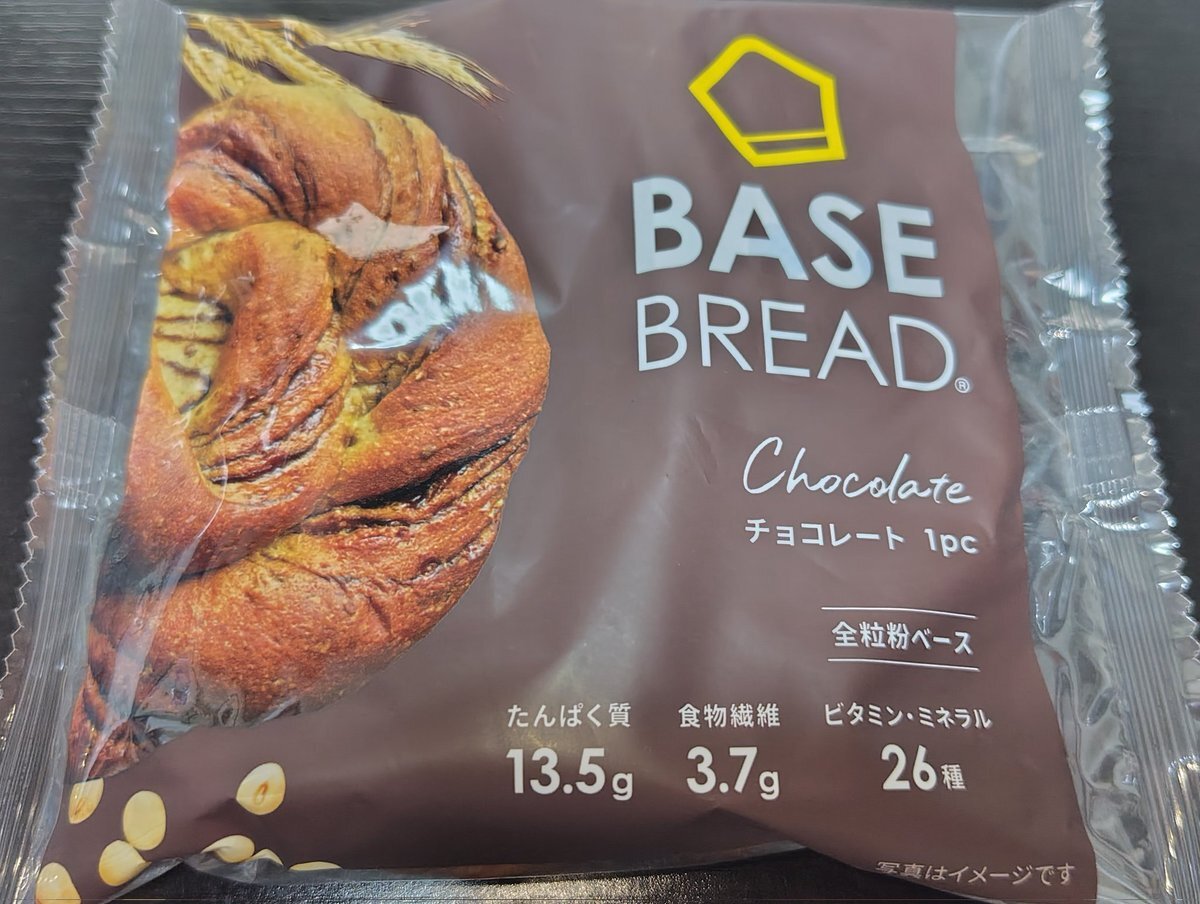 BASE
BREAD®
Chocolate
チョコレート 1pc
全粒粉ベース
たんぱく質 食物繊維 ビタミン・ミネラル
13.5g 3.7g 26種
写真はイメージです